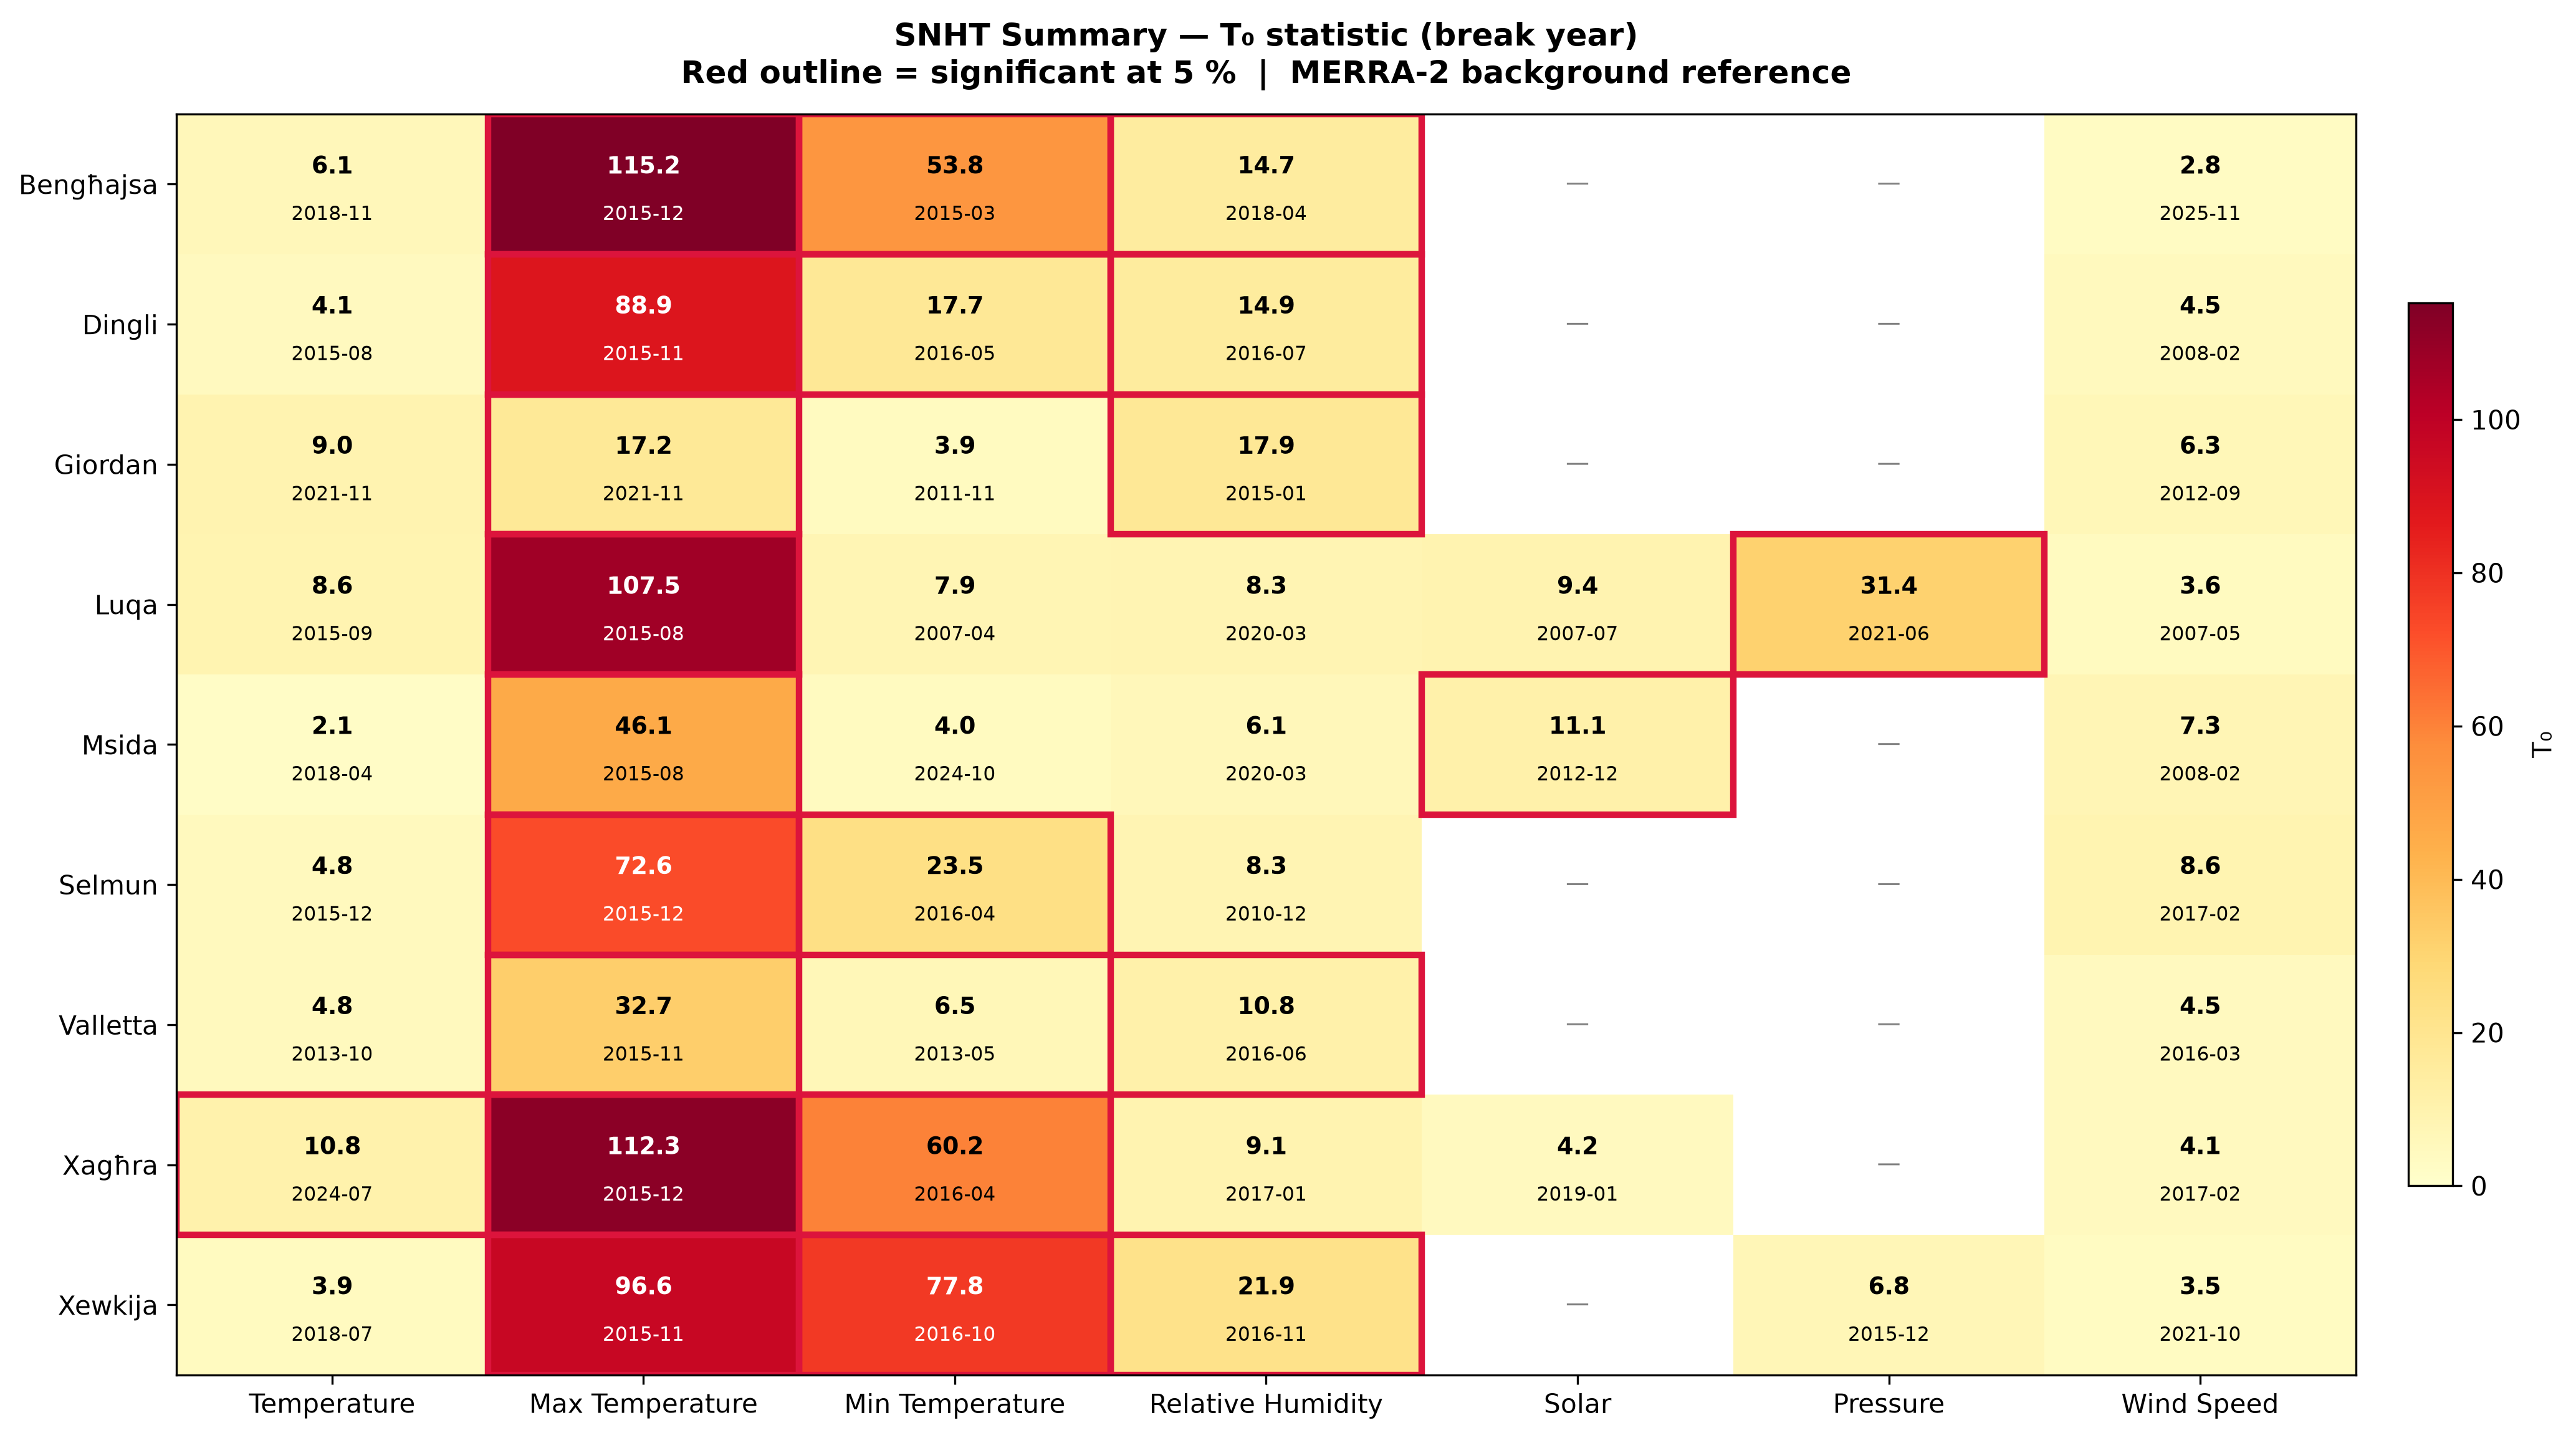 SNHT Summary — T₀ statistic (break year)
Red outline = significant at 5 % | MERRA-2 background reference
Bengħajsa 6.1 115.2 53.8 14.7 — — 2.8
2018-11 2015-12 2015-03 2018-04 2025-11
Dingli 4.1 88.9 17.7 14.9 — — 4.5
2015-08 2015-11 2016-05 2016-07 2008-02
Giordan 9.0 17.2 3.9 17.9 — — 6.3
2021-11 2021-11 2011-11 2015-01 2012-09
Luqa 8.6 107.5 7.9 8.3 9.4 31.4 3.6
2015-09 2015-08 2007-04 2020-03 2007-07 2021-06 2007-05
Msida 2.1 46.1 4.0 6.1 11.1 — 7.3
2018-04 2015-08 2024-10 2020-03 2012-12 2008-02
Selmun 4.8 72.6 23.5 8.3 — — 8.6
2015-12 2015-12 2016-04 2010-12 2017-02
Valletta 4.8 32.7 6.5 10.8 — — 4.5
2013-10 2015-11 2013-05 2016-06 2016-03
Xagħra 10.8 112.3 60.2 9.1 4.2 — 4.1
2024-07 2015-12 2016-04 2017-01 2019-01 2017-02
Xewkija 3.9 96.6 77.8 21.9 — 6.8 3.5
2018-07 2015-11 2016-10 2016-11 2015-12 2021-10
Temperature Max Temperature Min Temperature Relative Humidity Solar Pressure Wind Speed
100
80
60
40
20
0
T₀